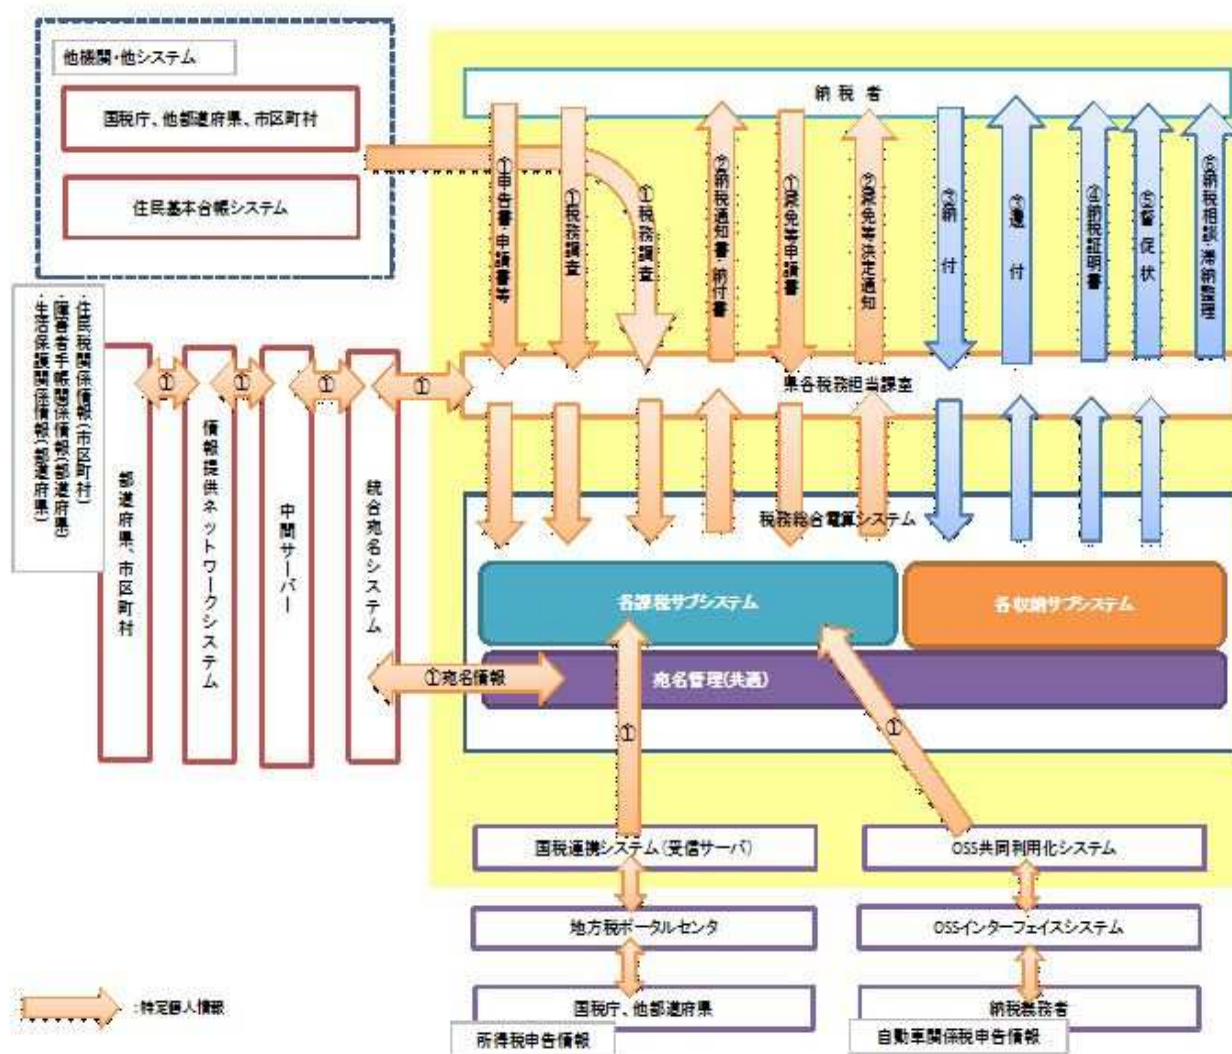 他機関・他システム
国税庁、他都道府県、市区町村
住民基本台帳システム
納 税 者
①申告書・申請書等
①税務調査
①税務調査
②納税通知書・納付書
①減免等申請書
②減免等決定通知
③納 付
③還 付
④納税証明書
⑤督 促 状
⑥納税相談・滞納整理
・住民税関係情報(市区町村)
・障害者手帳関係情報(都道府県)
・生活保護関係情報(都道府県)
①
①
①
①
県各税務担当課室
都道府県、市区町村
情報提供ネットワークシステム
中間サーバー
統合宛名システム
税務総合電算システム
各課税サブシステム
各収納サブシステム
①宛名情報
宛名管理(共通)
①
①
国税連携システム(受信サーバ)
OSS共同利用化システム
地方税ポータルセンタ
OSSインターフェイスシステム
国税庁、他都道府県
納税義務者
所得税申告情報
自動車関係税申告情報
:特定個人情報